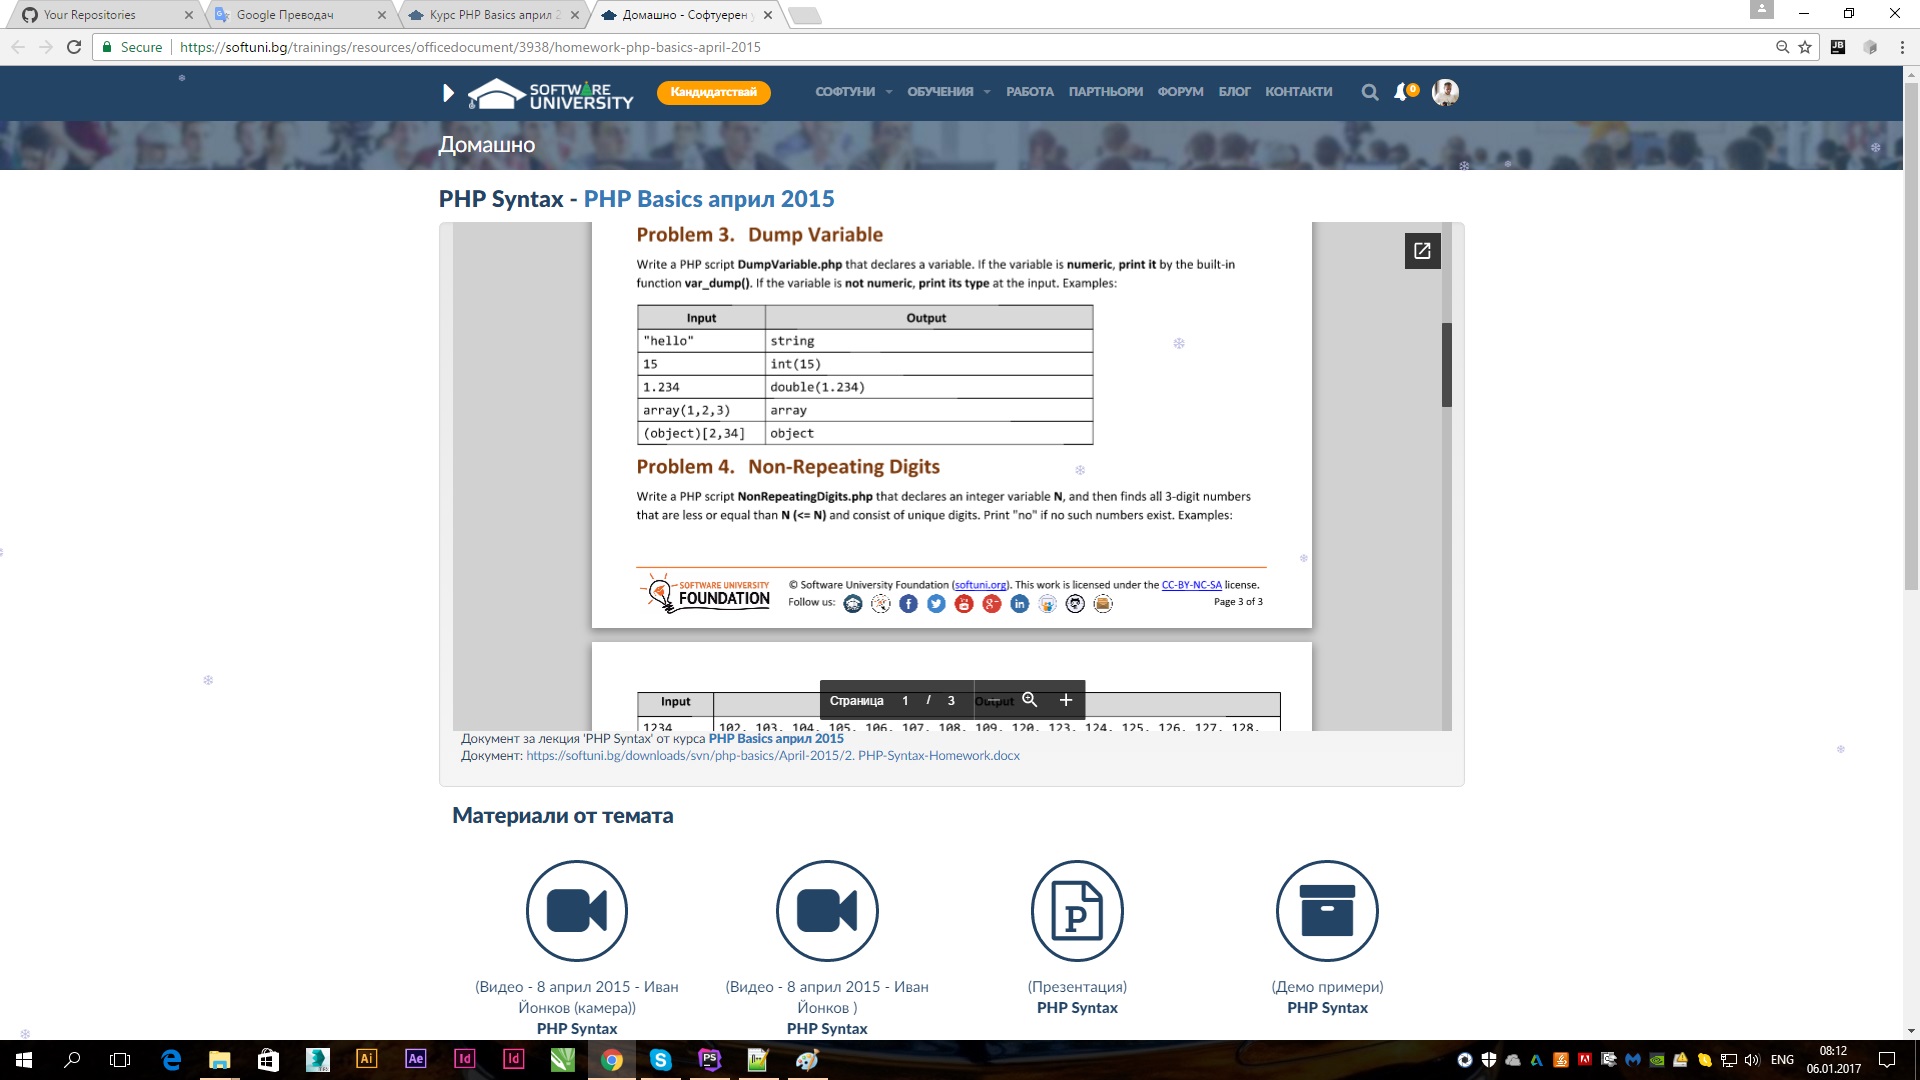 Your Repositories
Google Преводач
Курс PHP Basics април 2
Домашно - Софтуерен у
Secure
https://softuni.bg/trainings/resources/officedocument/3938/homework-php-basics-april-2015
SOFTWARE
UNIVERSITY
Кандидатствай
СОФТУНИ ОБУЧЕНИЯ РАБОТА ПАРТНЬОРИ ФОРУМ БЛОГ КОНТАКТИ
0
Домашно
PHP Syntax - PHP Basics април 2015
Problem 3. Dump Variable
Write a PHP script DumpVariable.php that declares a variable. If the variable is numeric, print it by the built-in
function var_dump(). If the variable is not numeric, print its type at the input. Examples:
Input Output
"hello" string
15 int(15)
1.234 double(1.234)
array(1,2,3) array
(object)[2,34] object
Problem 4. Non-Repeating Digits
Write a PHP script NonRepeatingDigits.php that declares an integer variable N, and then finds all 3-digit numbers
that are less or equal than N (<= N) and consist of unique digits. Print "no" if no such numbers exist. Examples:
SOFTWARE UNIVERSITY
FOUNDATION
© Software University Foundation (softuni.org). This work is licensed under the CC-BY-NC-SA license.
Follow us:
Page 3 of 3
Input Output
Страница 1 / 3
1234 102, 103, 104, 105, 106, 107, 108, 109, 120, 123, 124, 125, 126, 127, 128,
Документ за лекция 'PHP Syntax' от курса PHP Basics април 2015
Документ: https://softuni.bg/downloads/svn/php-basics/April-2015/2. PHP-Syntax-Homework.docx
Материали от темата
(Видео - 8 април 2015 - Иван
Йонков (камера))
PHP Syntax
(Видео - 8 април 2015 - Иван
Йонков )
PHP Syntax
(Презентация)
PHP Syntax
(Демо примери)
PHP Syntax
ENG
08:12
06.01.2017